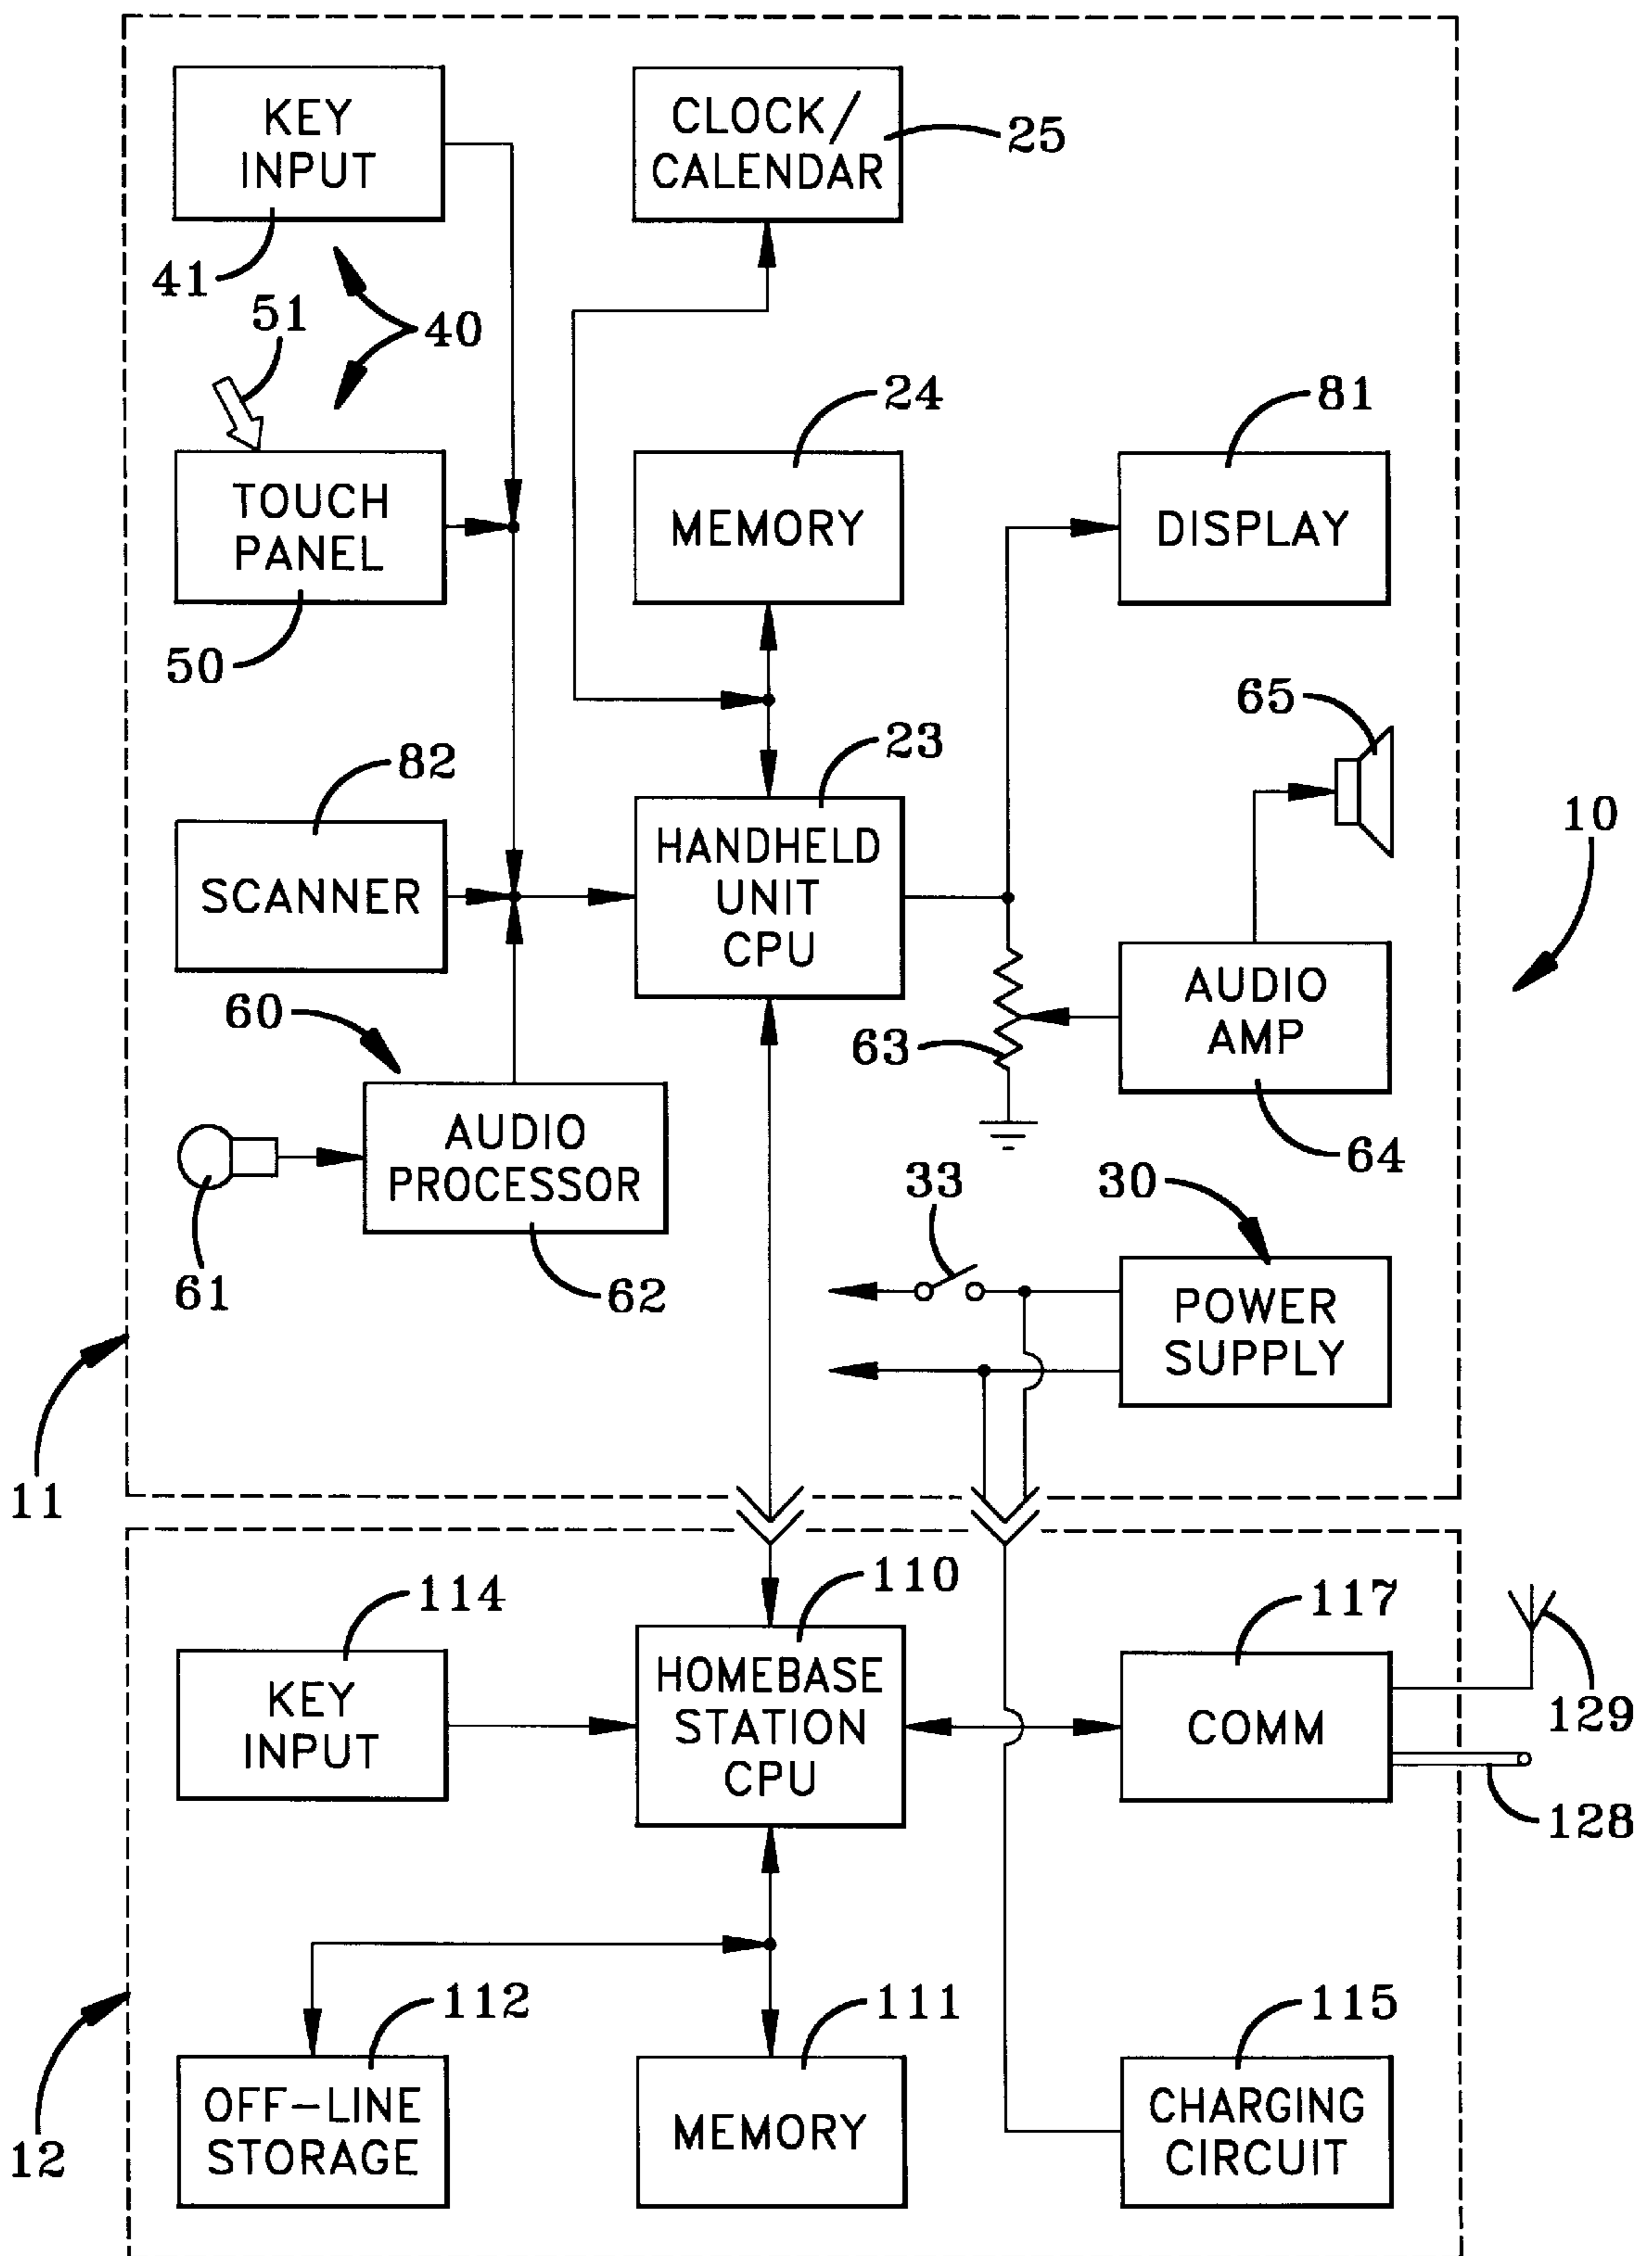 KEY
INPUT
41
CLOCK/
CALENDAR
25
51
40
TOUCH
PANEL
50
24
MEMORY
81
DISPLAY
65
82
SCANNER
23
HANDHELD
UNIT
CPU
10
60
63
AUDIO
AMP
64
61
AUDIO
PROCESSOR
62
33
30
POWER
SUPPLY
11
114
KEY
INPUT
110
HOMEBASE
STATION
CPU
117
COMM
129
128
112
OFF-LINE
STORAGE
111
MEMORY
115
CHARGING
CIRCUIT
12